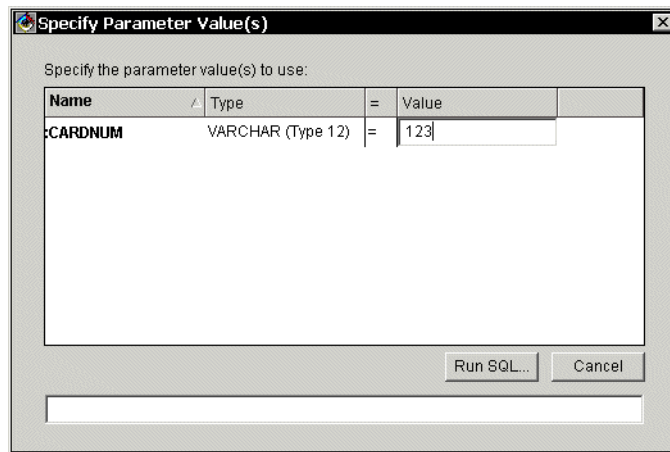 Specify Parameter Value(s)
Specify the parameter value(s) to use:
Name Type = Value
:CARDNUM VARCHAR (Type 12) = 123
Run SQL... Cancel